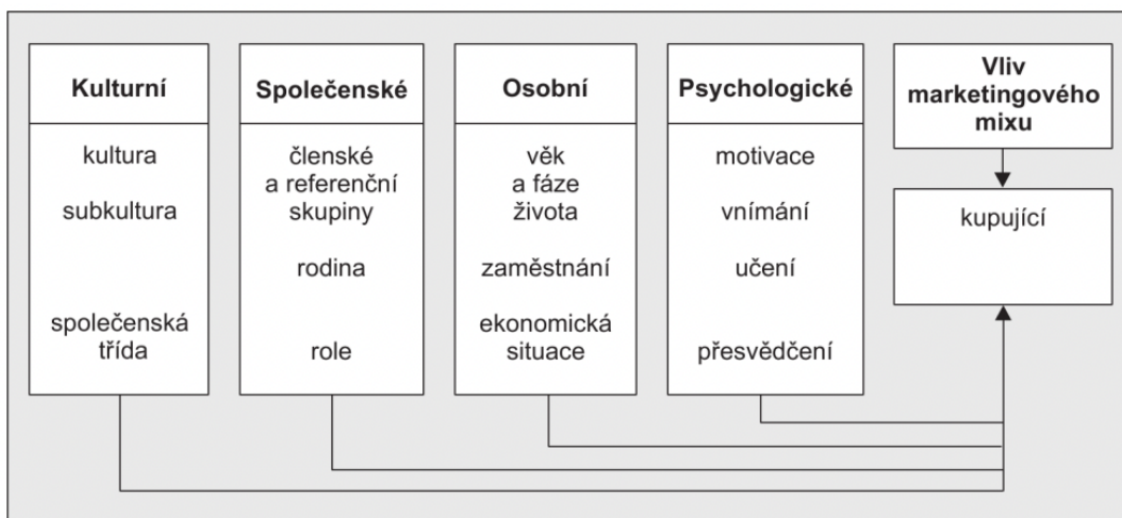 Kulturní
kultura
subkultura
společenská
třída
Společenské
členské
a referenční
skupiny
rodina
role
Osobní
věk
a fáze
života
zaměstnání
ekonomická
situace
Psychologické
motivace
vnímání
učení
přesvědčení
Vliv
marketingového
mixu
kupující